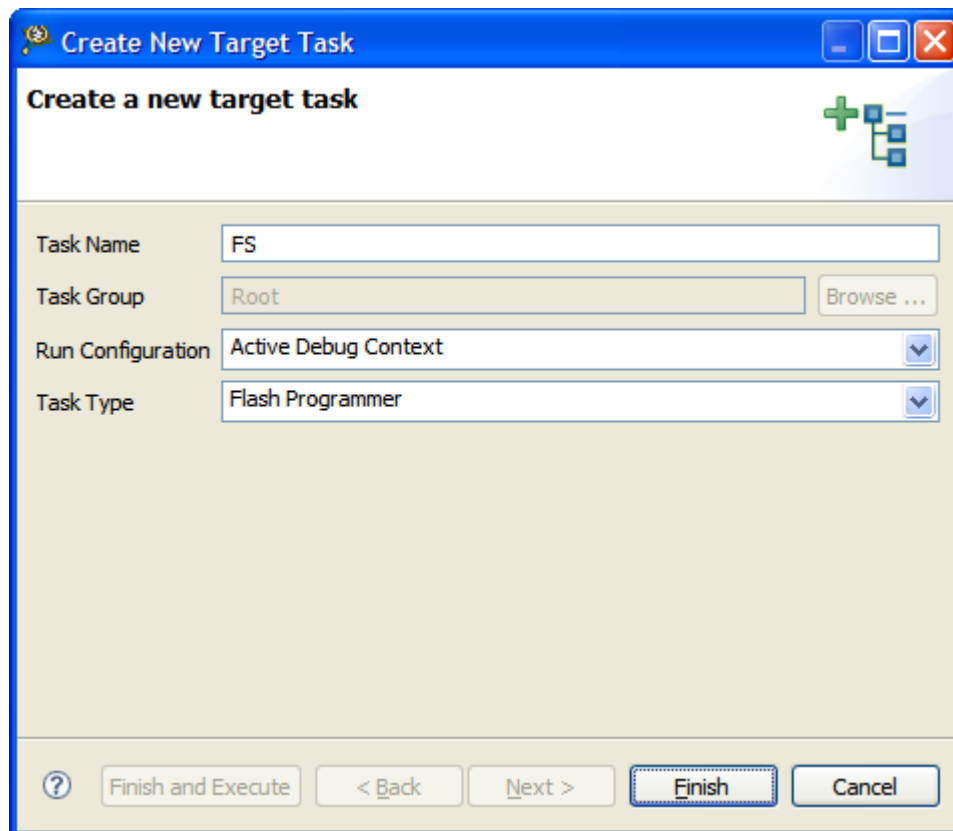 Create New Target Task
Create a new target task
Task Name FS
Task Group Root Browse ...
Run Configuration Active Debug Context
Task Type Flash Programmer
? Finish and Execute < Back Next > Finish Cancel